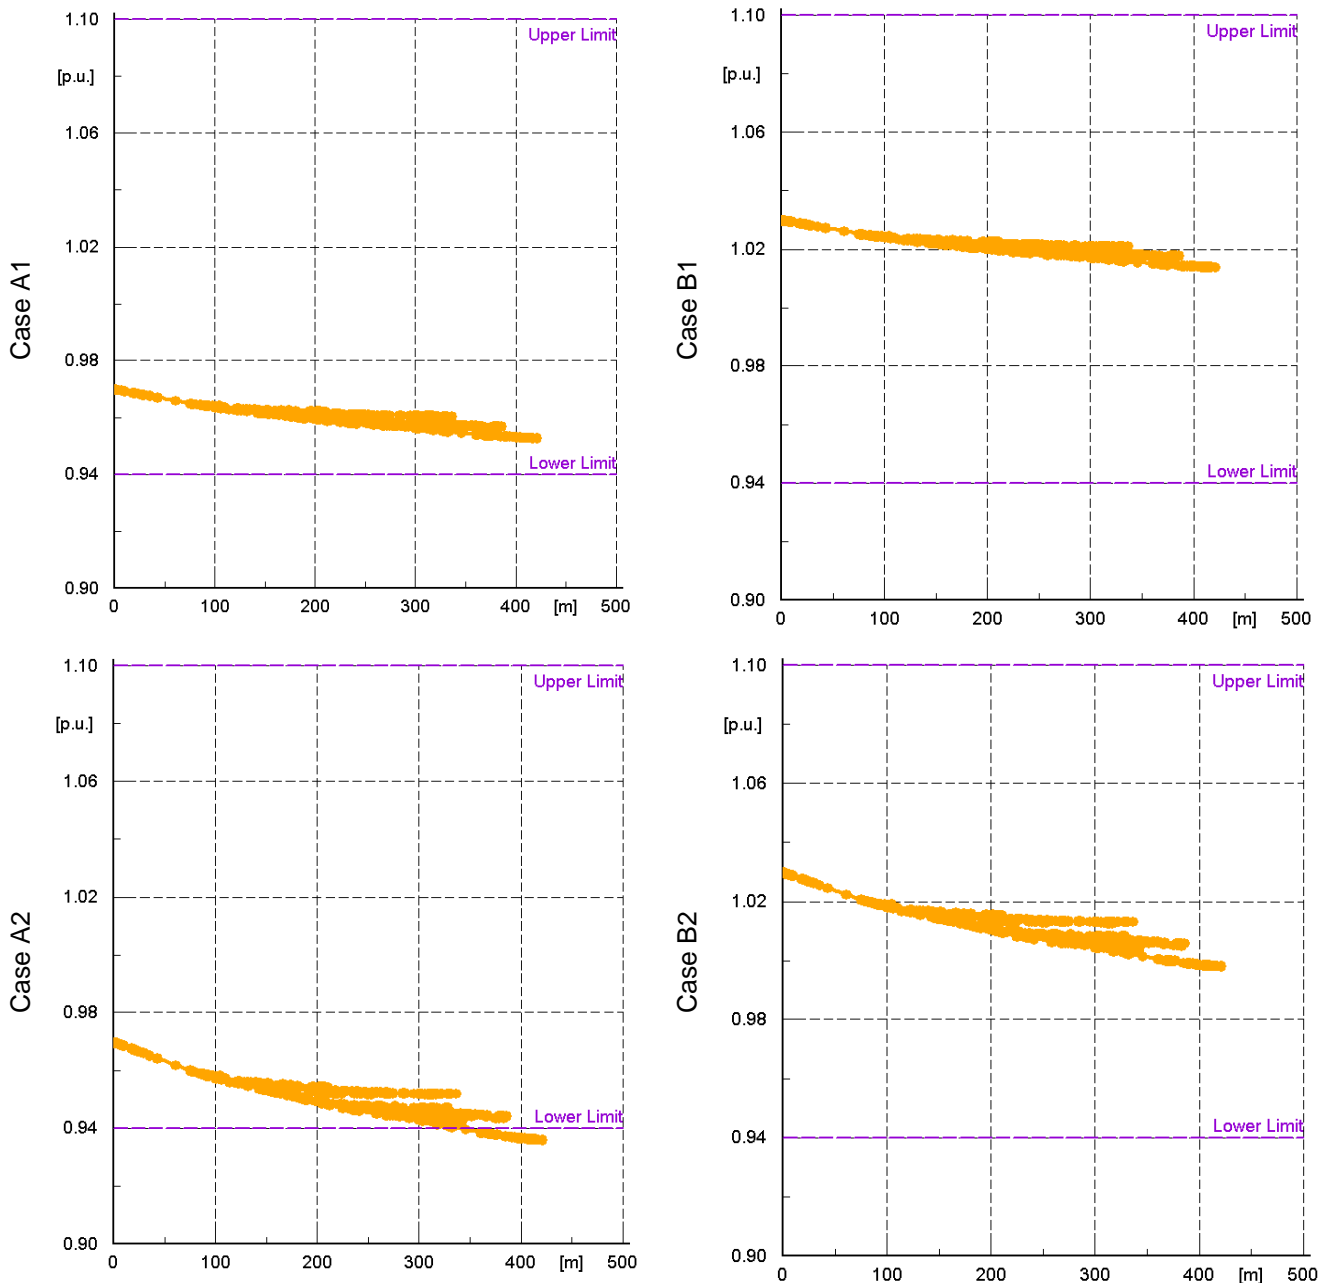 Case A1
1.10
Upper Limit
[p.u.]
1.06
1.02
0.98
0.94
Lower Limit
0.90
0 100 200 300 400 [m] 500
Case B1
1.10
Upper Limit
[p.u.]
1.06
1.02
0.98
0.94
Lower Limit
0.90
0 100 200 300 400 [m] 500
Case A2
1.10
Upper Limit
[p.u.]
1.06
1.02
0.98
0.94
Lower Limit
0.90
0 100 200 300 400 [m] 500
Case B2
1.10
Upper Limit
[p.u.]
1.06
1.02
0.98
0.94
Lower Limit
0.90
0 100 200 300 400 [m] 500